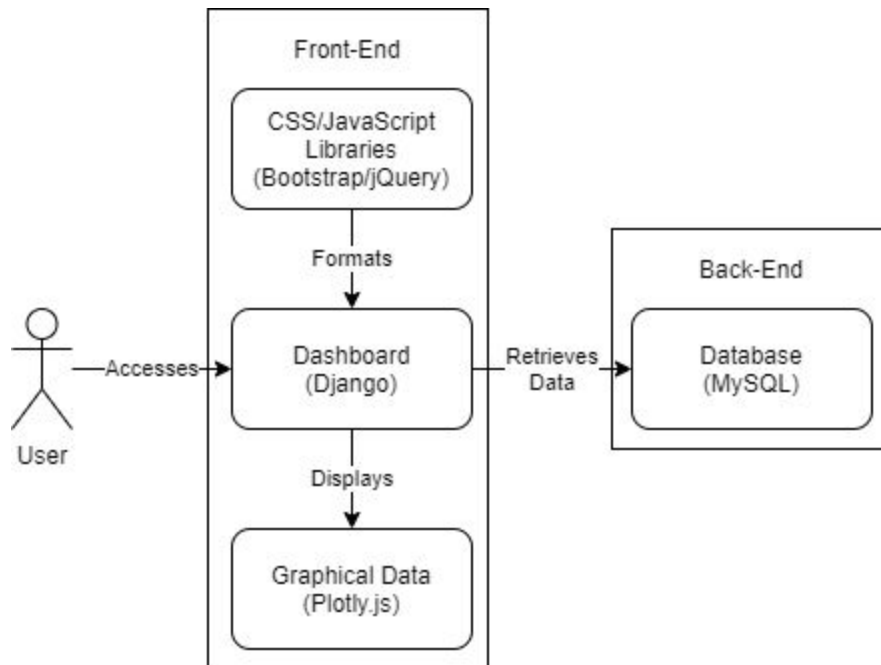 Front-End
CSS/JavaScript
Libraries
(Bootstrap/jQuery)
Formats
Back-End
Accesses
Dashboard
(Django)
Retrieves
Data
Database
(MySQL)
User
Displays
Graphical Data
(Plotly.js)